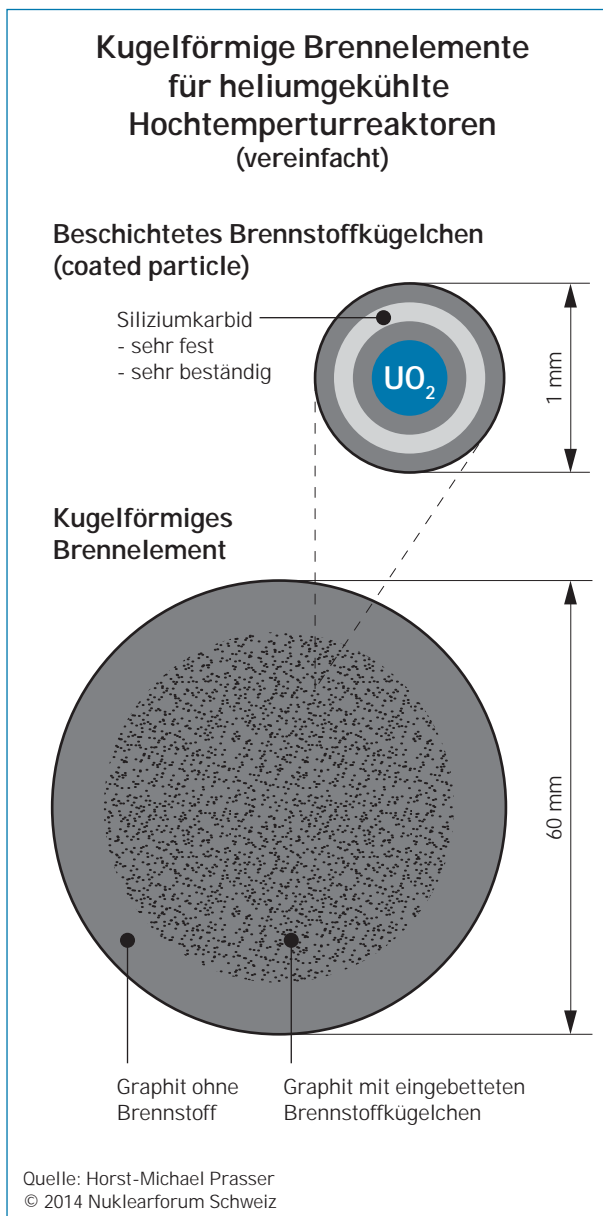 Kugelförmige Brennelemente
für heliumgekühlte
Hochtemperturreaktoren
(vereinfacht)
Beschichtetes Brennstoffkügelchen
(coated particle)
Siliziumkarbid
- sehr fest
- sehr beständig
UO₂
1 mm
Kugelförmiges
Brennelement
60 mm
Graphit ohne
Brennstoff
Graphit mit eingebetteten
Brennstoffkügelchen
Quelle: Horst-Michael Prasser
© 2014 Nuklearforum Schweiz